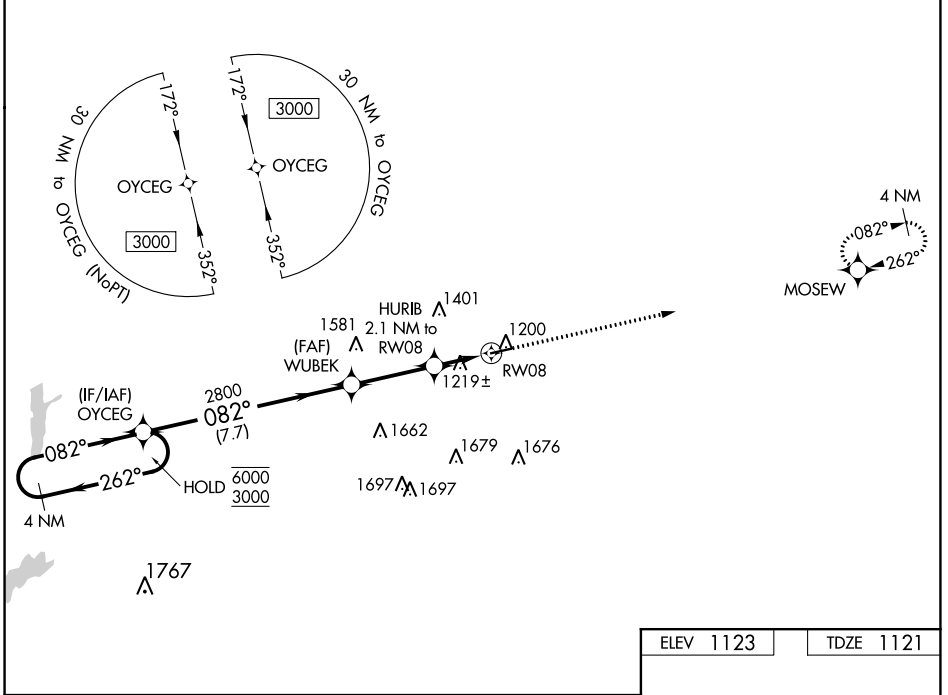 30 NM to OYCEG (NoPT)
172°
OYCEG
3000
352°
30 NM to OYCEG
172°
3000
OYCEG
352°
4 NM
082°
262°
MOSEW
HURIB
2.1 NM to
RW08
1401
1581
(FAF)
WUBEK
1200
RW08
1219±
(IF/IAF)
OYCEG
2800
082°
(7.7)
082°
262°
4 NM
HOLD
6000
3000
1662
1679
1676
1697
1697
1767
ELEV 1123
TDZE 1121